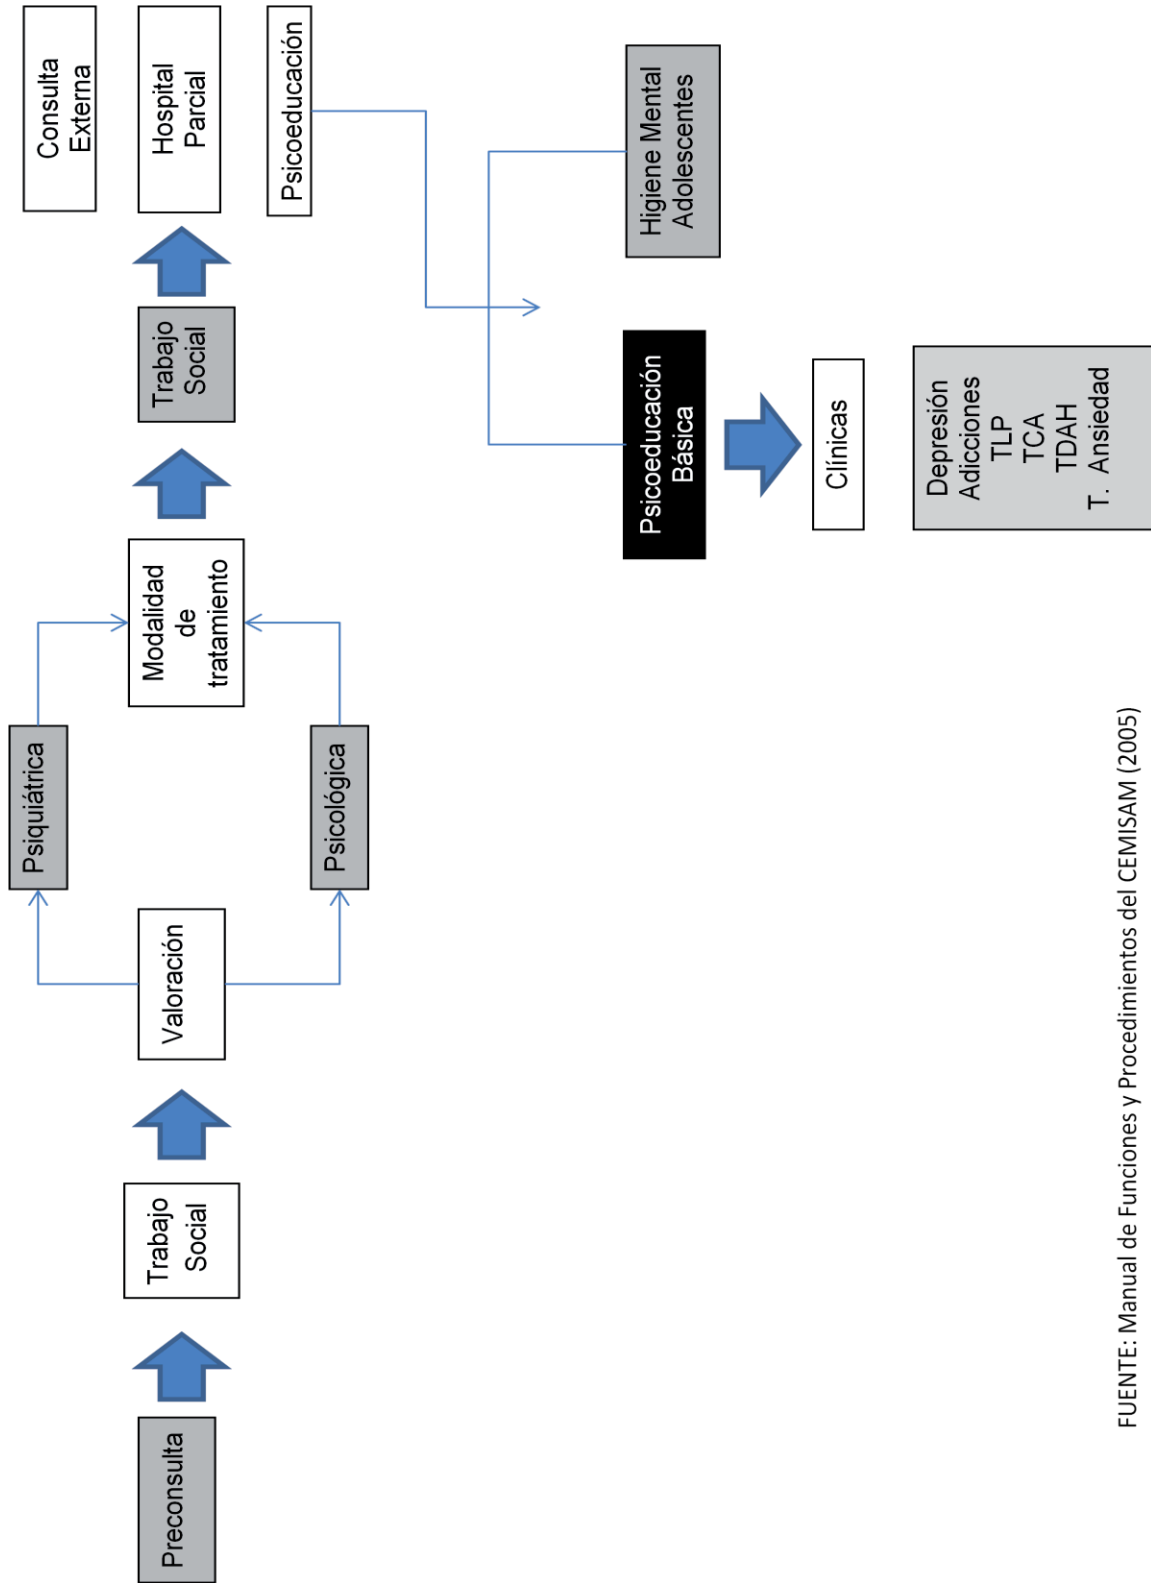 Preconsulta
Trabajo
Social
Valoración
Psiquiátrica
Psicológica
Modalidad
de
tratamiento
Trabajo
Social
Consulta
Externa
Hospital
Parcial
Psicoeducación
Psicoeducación
Básica
Higiene Mental
Adolescentes
Clínicas
Depresión
Adicciones
TLP
TCA
TDAH
T. Ansiedad
FUENTE: Manual de Funciones y Procedimientos del CEMISAM (2005)